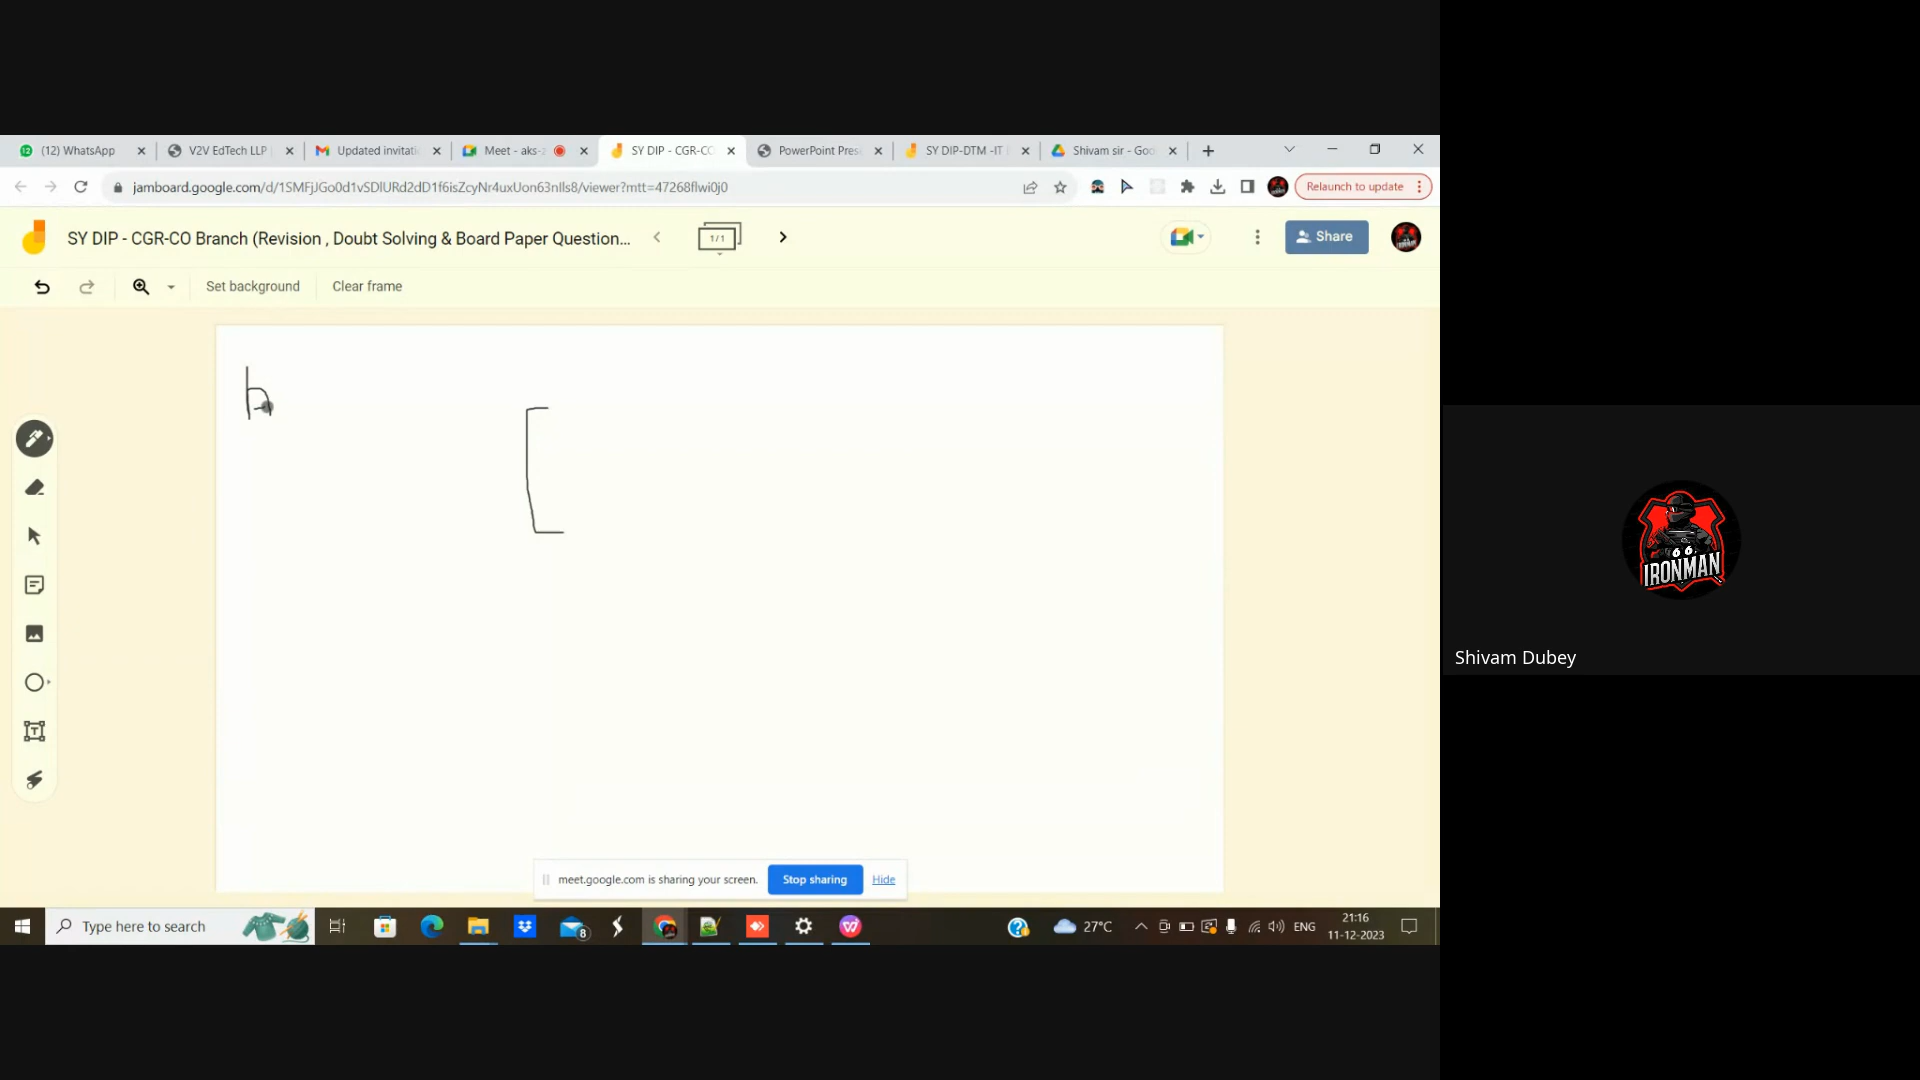 (12) WhatsApp
V2V EdTech LLP
Updated invitati
Meet - aks-z
SY DIP - CGR-CO
PowerPoint Pres
SY DIP-DTM -IT
Shivam sir - Goo
jamboard.google.com/d/1SMFjJGo0d1vSDlURd2dD1f6isZcyNr4uxUon63nlls8/viewer?mtt=47268flwi0j0
Relaunch to update
SY DIP - CGR-CO Branch (Revision , Doubt Solving & Board Paper Question...
1/1
Share
Set background
Clear frame
h
[
66
IRONMAN
Shivam Dubey
meet.google.com is sharing your screen.
Stop sharing
Hide
Type here to search
8
27°C
ENG
21:16
11-12-2023